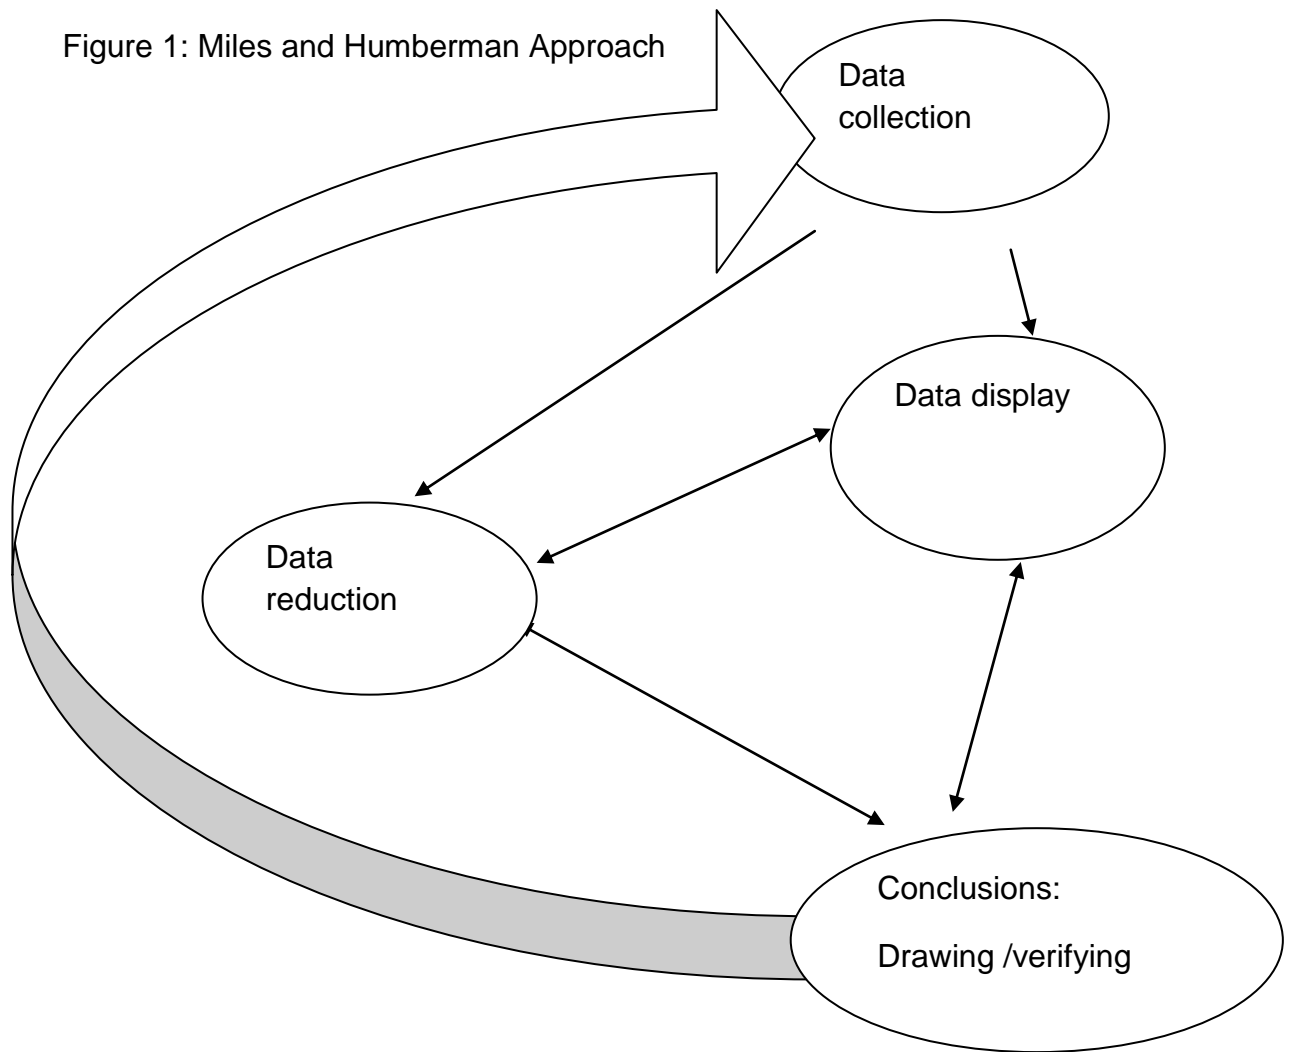 Figure 1: Miles and Humberman Approach
Data
collection
Data display
Data
reduction
Conclusions:
Drawing /verifying